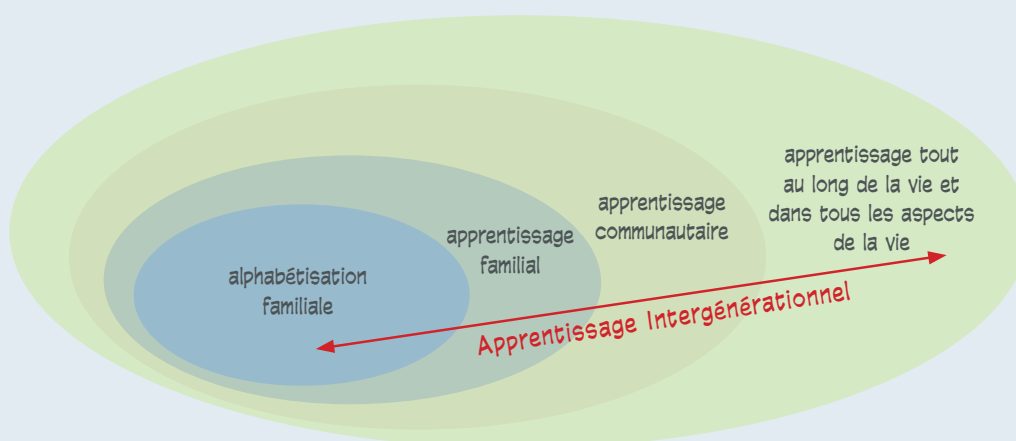 alphabétisation
familiale
apprentissage
familial
apprentissage
communautaire
apprentissage tout
au long de la vie et
dans tous les aspects
de la vie
Apprentissage Intergénérationnel